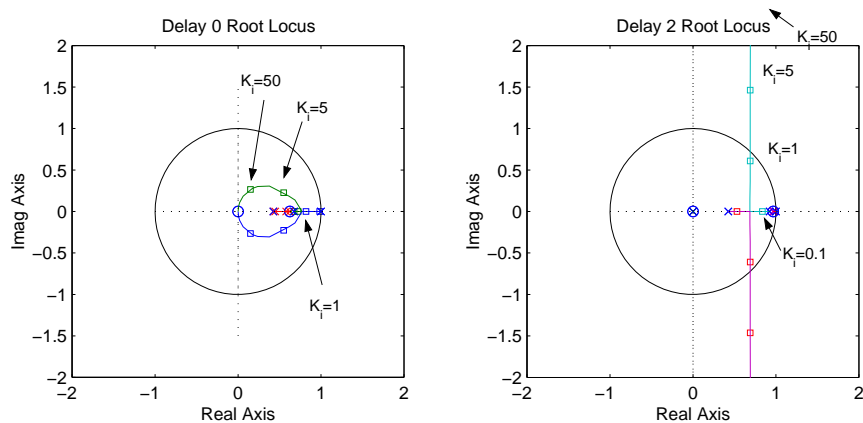 Delay 0 Root Locus
2
1.5
1
0.5
0
−0.5
−1
−1.5
−2
−2
−1
0
1
2
Real Axis
Imag Axis
K_i=50
K_i=5
K_i=1
Delay 2 Root Locus
2
1.5
1
0.5
0
−0.5
−1
−1.5
−2
−2
−1
0
1
2
Real Axis
Imag Axis
K_i=50
K_i=5
K_i=1
K_i=0.1